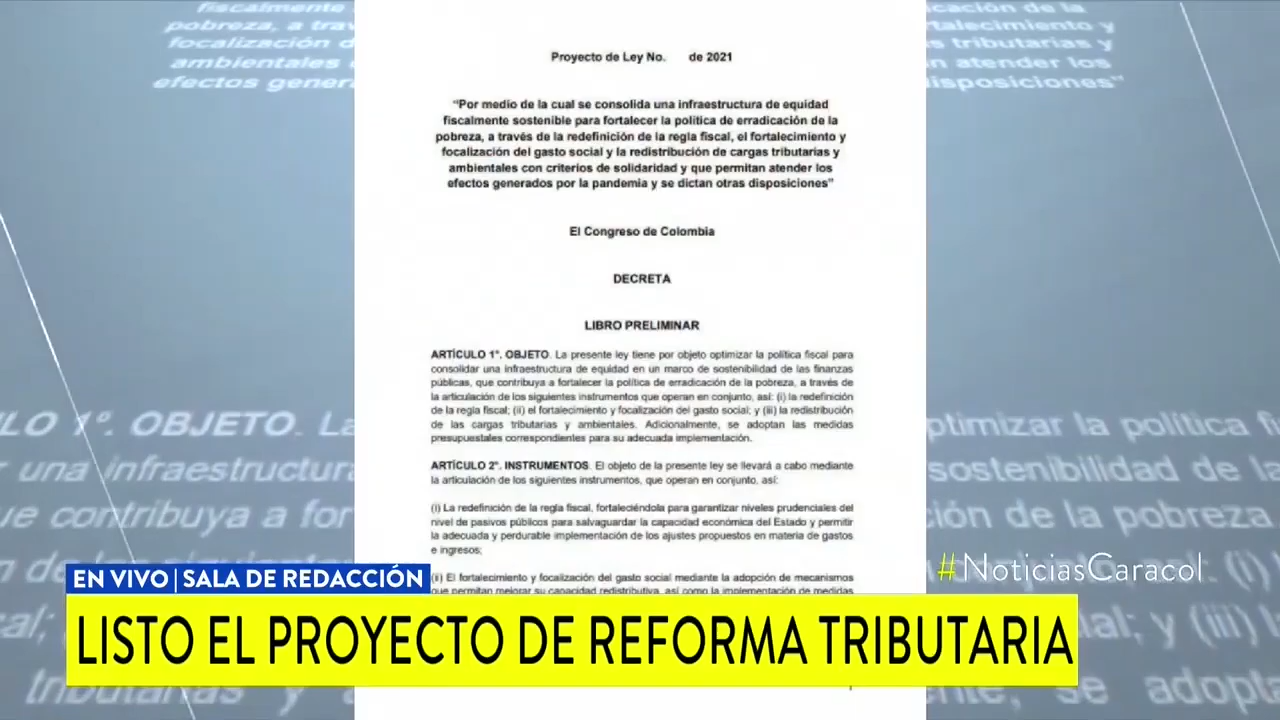 Proyecto de Ley No. de 2021
“Por medio de la cual se consolida una infraestructura de equidad
fiscalmente sostenible para fortalecer la política de erradicación de la
pobreza, a través de la redefinición de la regla fiscal, el fortalecimiento y
focalización del gasto social y la redistribución de cargas tributarias y
ambientales con criterios de solidaridad y que permitan atender los
efectos generados por la pandemia y se dictan otras disposiciones”
El Congreso de Colombia
DECRETA
LIBRO PRELIMINAR
ARTÍCULO 1°. OBJETO. La presente ley tiene por objeto optimizar la política fiscal para
consolidar una infraestructura de equidad en un marco de sostenibilidad de las finanzas
públicas, que contribuya a fortalecer la política de erradicación de la pobreza, a través de
la articulación de los siguientes instrumentos que operan en conjunto, así: (i) la redefinición
de la regla fiscal; (ii) el fortalecimiento y focalización del gasto social; y (iii) la redistribución
de las cargas tributarias y ambientales. Adicionalmente, se adoptan las medidas
presupuestales correspondientes para su adecuada implementación.
ARTÍCULO 2°. INSTRUMENTOS. El objeto de la presente ley se llevará a cabo mediante
la articulación de los siguientes instrumentos, que operan en conjunto, así:
(i) La redefinición de la regla fiscal, fortaleciéndola para garantizar niveles prudenciales del
nivel de pasivos públicos para salvaguardar la capacidad económica del Estado y permitir
la adecuada y perdurable implementación de los ajustes propuestos en materia de gastos
e ingresos;
(ii) El fortalecimiento y focalización del gasto social mediante la adopción de mecanismos
que permitan mejorar su capacidad redistributiva, así como la implementación de medidas
#NoticiasCaracol
EN VIVO | SALA DE REDACCIÓN
LISTO EL PROYECTO DE REFORMA TRIBUTARIA